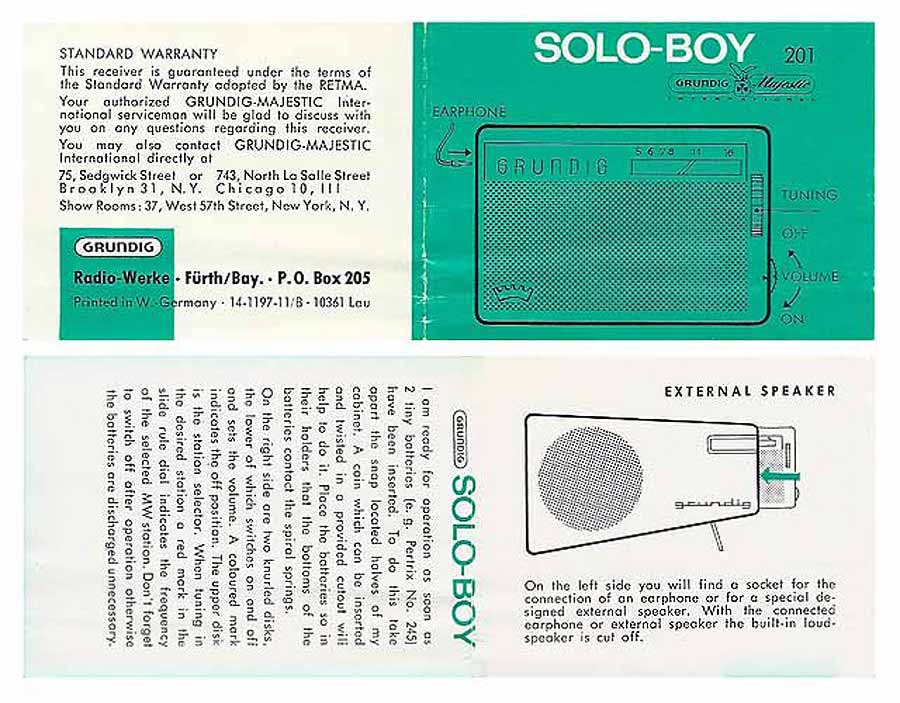 STANDARD WARRANTY
This receiver is guaranteed under the terms of
the Standard Warranty adopted by the RETMA.
Your authorized GRUNDIG-MAJESTIC Inter-
national serviceman will be glad to discuss with
you on any questions regarding this receiver.
You may also contact GRUNDIG-MAJESTIC
International directly at
75, Sedgwick Street or 743, North La Salle Street
Brooklyn 31, N.Y. Chicago 10, Ill
Show Rooms: 37, West 57th Street, New York, N.Y.
GRUNDIG
Radio-Werke · Fürth/Bay. · P.O. Box 205
Printed in W.-Germany · 14-1197-11/B · 10361 Lau
SOLO-BOY 201
GRUNDIG Majestic
INTERNATIONAL
EARPHONE
GRUNDIG
5 6 7 8 11 16
TUNING
OFF
VOLUME
ON
GRUNDIG SOLO-BOY
I am ready for operation as soon as
2 tiny batteries (e. g. Pertrix No. 245)
have been inserted. To do this take
apart the snap located halves of my
cabinet. A coin which can be inserted
and twisted in a provided cutout will
help to do it. Place the batteries so in
their holders that the bottoms of the
batteries contact the spiral springs.
On the right side are two knurled disks,
the lower of which switches on and off
and sets the volume. A coloured mark
indicates the off position. The upper disk
is the station selector. When tuning in
the desired station a red mark in the
slide rule dial indicates the frequency
of the selected MW station. Don't forget
to switch off after operation otherwise
the batteries are discharged unnecessary.
EXTERNAL SPEAKER
grundig
On the left side you will find a socket for the
connection of an earphone or for a special de-
signed external speaker. With the connected
earphone or external speaker the built-in loud-
speaker is cut off.